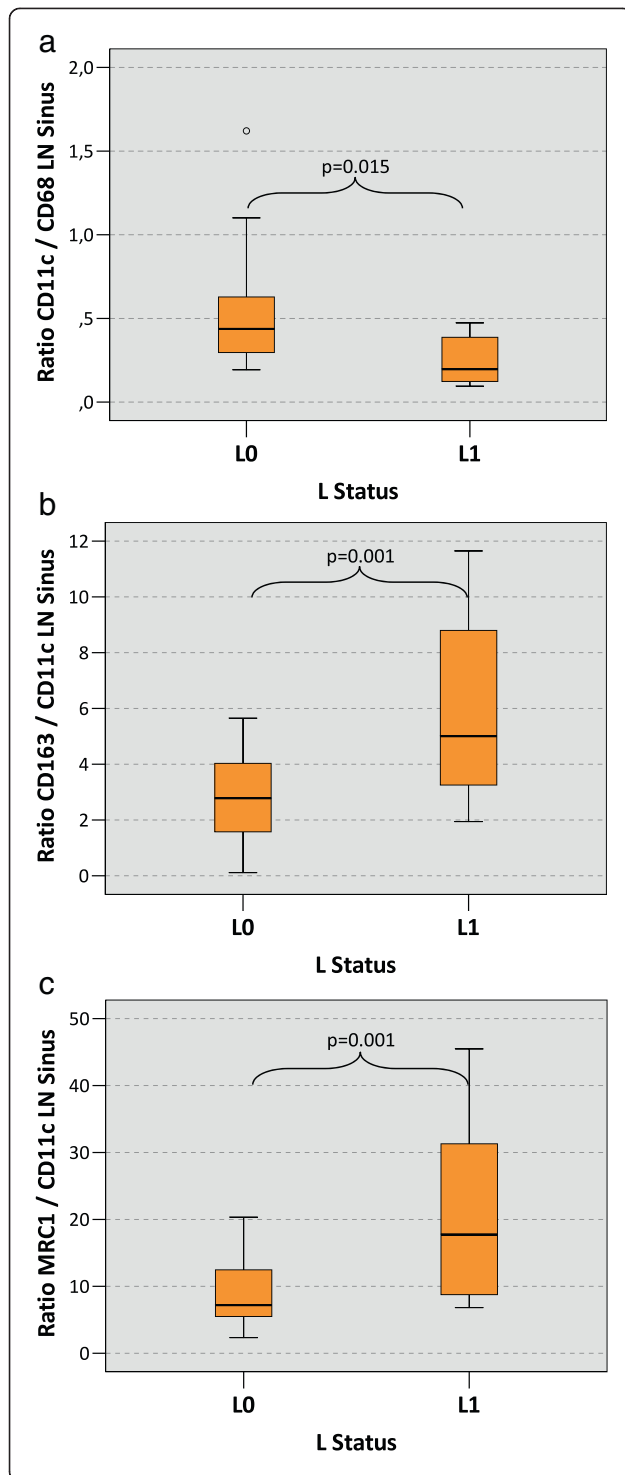 a
Ratio CD11c / CD68 LN Sinus
2,0
1,5
1,0
,5
,0
p=0.015
L0
L1
L Status
b
Ratio CD163 / CD11c LN Sinus
12
10
8
6
4
2
0
p=0.001
L0
L1
L Status
c
Ratio MRC1 / CD11c LN Sinus
50
40
30
20
10
0
p=0.001
L0
L1
L Status